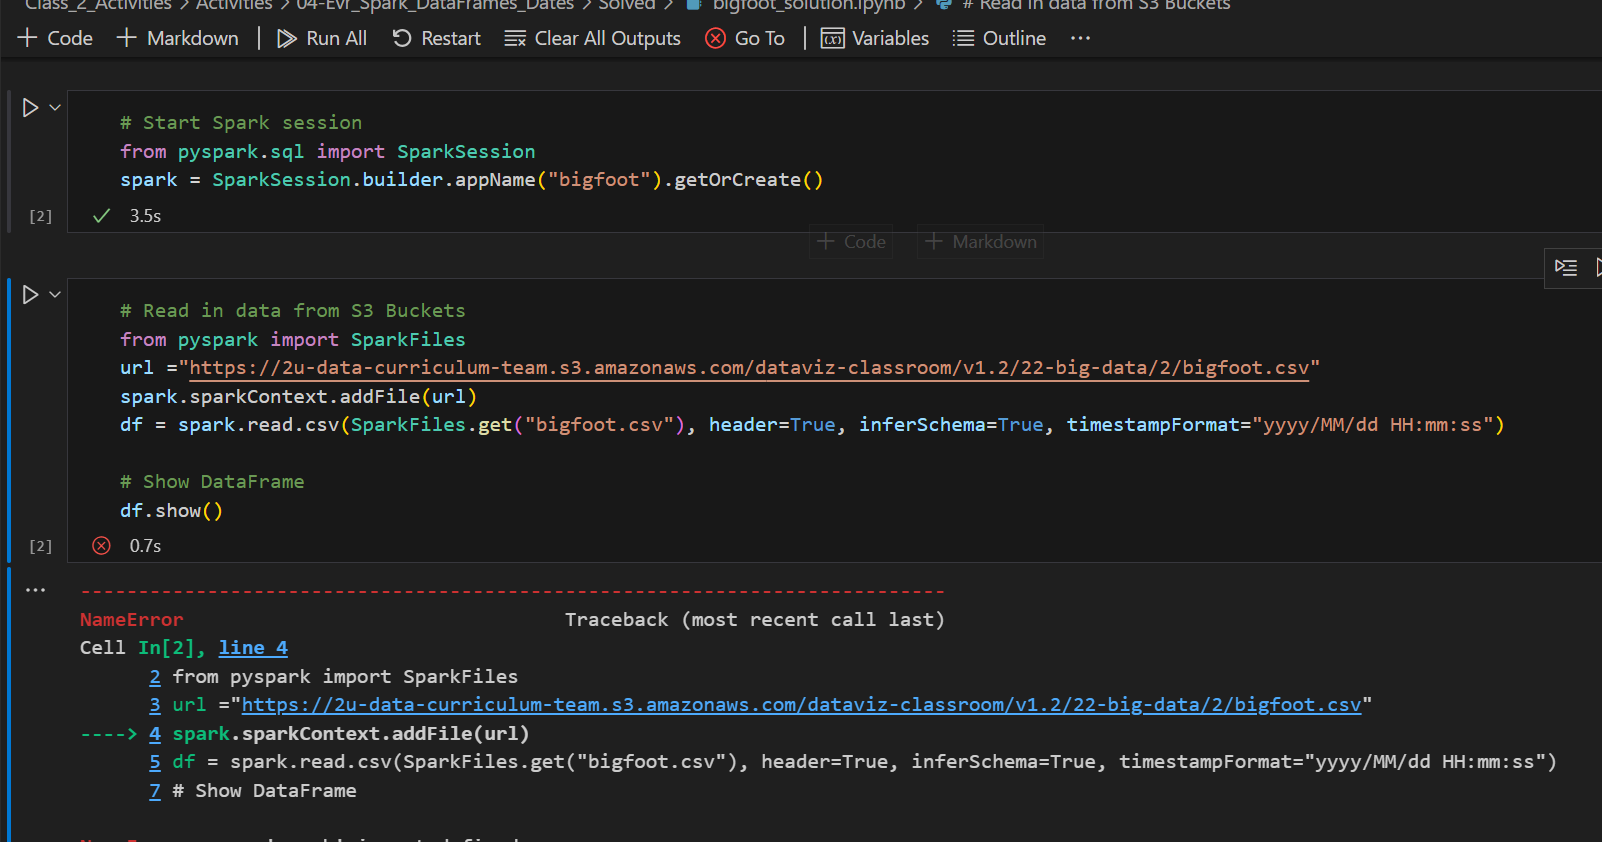 Class_2_Activities > Activities > 04-Evr_Spark_DataFrames_Dates > Solved > bigfoot_solution.ipynb > # Read in data from S3 Buckets
+ Code + Markdown | Run All Restart Clear All Outputs Go To | Variables Outline ...
# Start Spark session
from pyspark.sql import SparkSession
spark = SparkSession.builder.appName("bigfoot").getOrCreate()
[2] 3.5s
+ Code + Markdown
# Read in data from S3 Buckets
from pyspark import SparkFiles
url ="https://2u-data-curriculum-team.s3.amazonaws.com/dataviz-classroom/v1.2/22-big-data/2/bigfoot.csv"
spark.sparkContext.addFile(url)
df = spark.read.csv(SparkFiles.get("bigfoot.csv"), header=True, inferSchema=True, timestampFormat="yyyy/MM/dd HH:mm:ss")
# Show DataFrame
df.show()
[2] 0.7s
... ---------------------------------------------------------------------------
NameError Traceback (most recent call last)
Cell In[2], line 4
2 from pyspark import SparkFiles
3 url ="https://2u-data-curriculum-team.s3.amazonaws.com/dataviz-classroom/v1.2/22-big-data/2/bigfoot.csv"
----> 4 spark.sparkContext.addFile(url)
5 df = spark.read.csv(SparkFiles.get("bigfoot.csv"), header=True, inferSchema=True, timestampFormat="yyyy/MM/dd HH:mm:ss")
7 # Show DataFrame